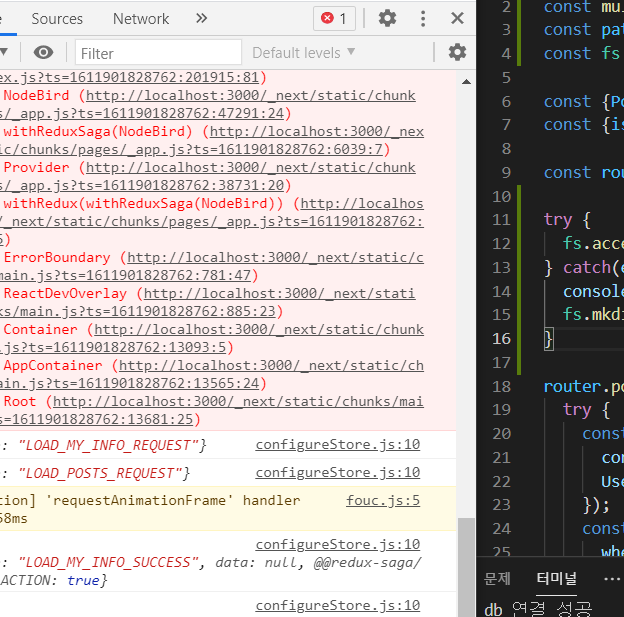 Sources Network » 1
Filter Default levels ▼
ex.js?ts=1611901828762:201915:81)
NodeBird (http://localhost:3000/_next/static/chunk
s/_app.js?ts=1611901828762:47291:24)
withReduxSaga(NodeBird) (http://localhost:3000/_nex
ic/chunks/pages/_app.js?ts=1611901828762:6039:7)
Provider (http://localhost:3000/_next/static/chunk
s/_app.js?ts=1611901828762:38731:20)
withRedux(withReduxSaga(NodeBird)) (http://localhos
/_next/static/chunks/pages/_app.js?ts=1611901828762:
5)
ErrorBoundary (http://localhost:3000/_next/static/c
main.js?ts=1611901828762:781:47)
ReactDevOverlay (http://localhost:3000/_next/stati
ks/main.js?ts=1611901828762:885:23)
Container (http://localhost:3000/_next/static/chunk
.js?ts=1611901828762:13093:5)
AppContainer (http://localhost:3000/_next/static/ch
ain.js?ts=1611901828762:13565:24)
Root (http://localhost:3000/_next/static/chunks/mai
s=1611901828762:13681:25)
: "LOAD_MY_INFO_REQUEST"} configureStore.js:10
: "LOAD_POSTS_REQUEST"} configureStore.js:10
tion] 'requestAnimationFrame' handler fouc.js:5
58ms
configureStore.js:10
: "LOAD_MY_INFO_SUCCESS", data: null, @@redux-saga/
ACTION: true}
configureStore.js:10
2 const mul
3 const pat
4 const fs
5
6 const {Po
7 const {is
8
9 const rou
10
11 try {
12 fs.acce
13 } catch(e
14 console
15 fs.mkdi
16 }
17
18 router.po
19 try {
20 const
21 con
22 Use
23 });
24 const
25 whe
문제 터미널 ···
db 연결 성공